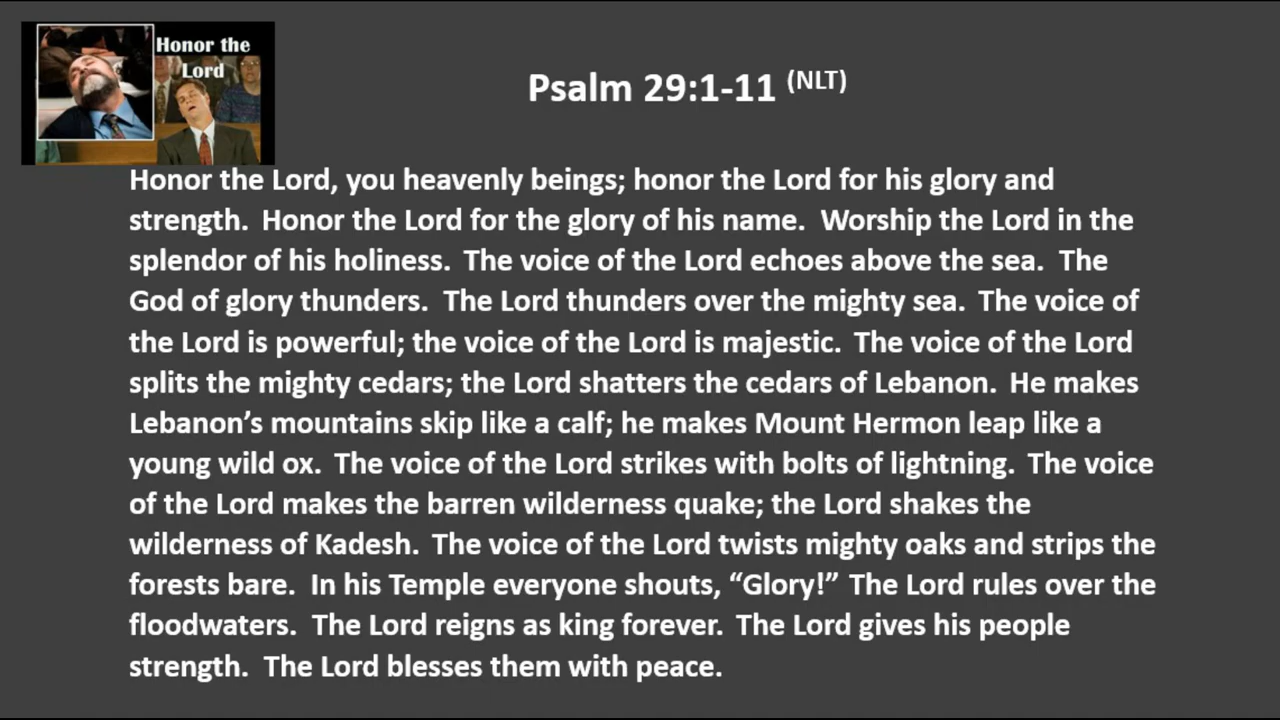 Honor the
Lord
Psalm 29:1-11 (NLT)
Honor the Lord, you heavenly beings; honor the Lord for his glory and
strength.  Honor the Lord for the glory of his name.  Worship the Lord in the
splendor of his holiness.  The voice of the Lord echoes above the sea.  The
God of glory thunders.  The Lord thunders over the mighty sea.  The voice of
the Lord is powerful; the voice of the Lord is majestic.  The voice of the Lord
splits the mighty cedars; the Lord shatters the cedars of Lebanon.  He makes
Lebanon’s mountains skip like a calf; he makes Mount Hermon leap like a
young wild ox.  The voice of the Lord strikes with bolts of lightning.  The voice
of the Lord makes the barren wilderness quake; the Lord shakes the
wilderness of Kadesh.  The voice of the Lord twists mighty oaks and strips the
forests bare.  In his Temple everyone shouts, “Glory!” The Lord rules over the
floodwaters.  The Lord reigns as king forever.  The Lord gives his people
strength.  The Lord blesses them with peace.